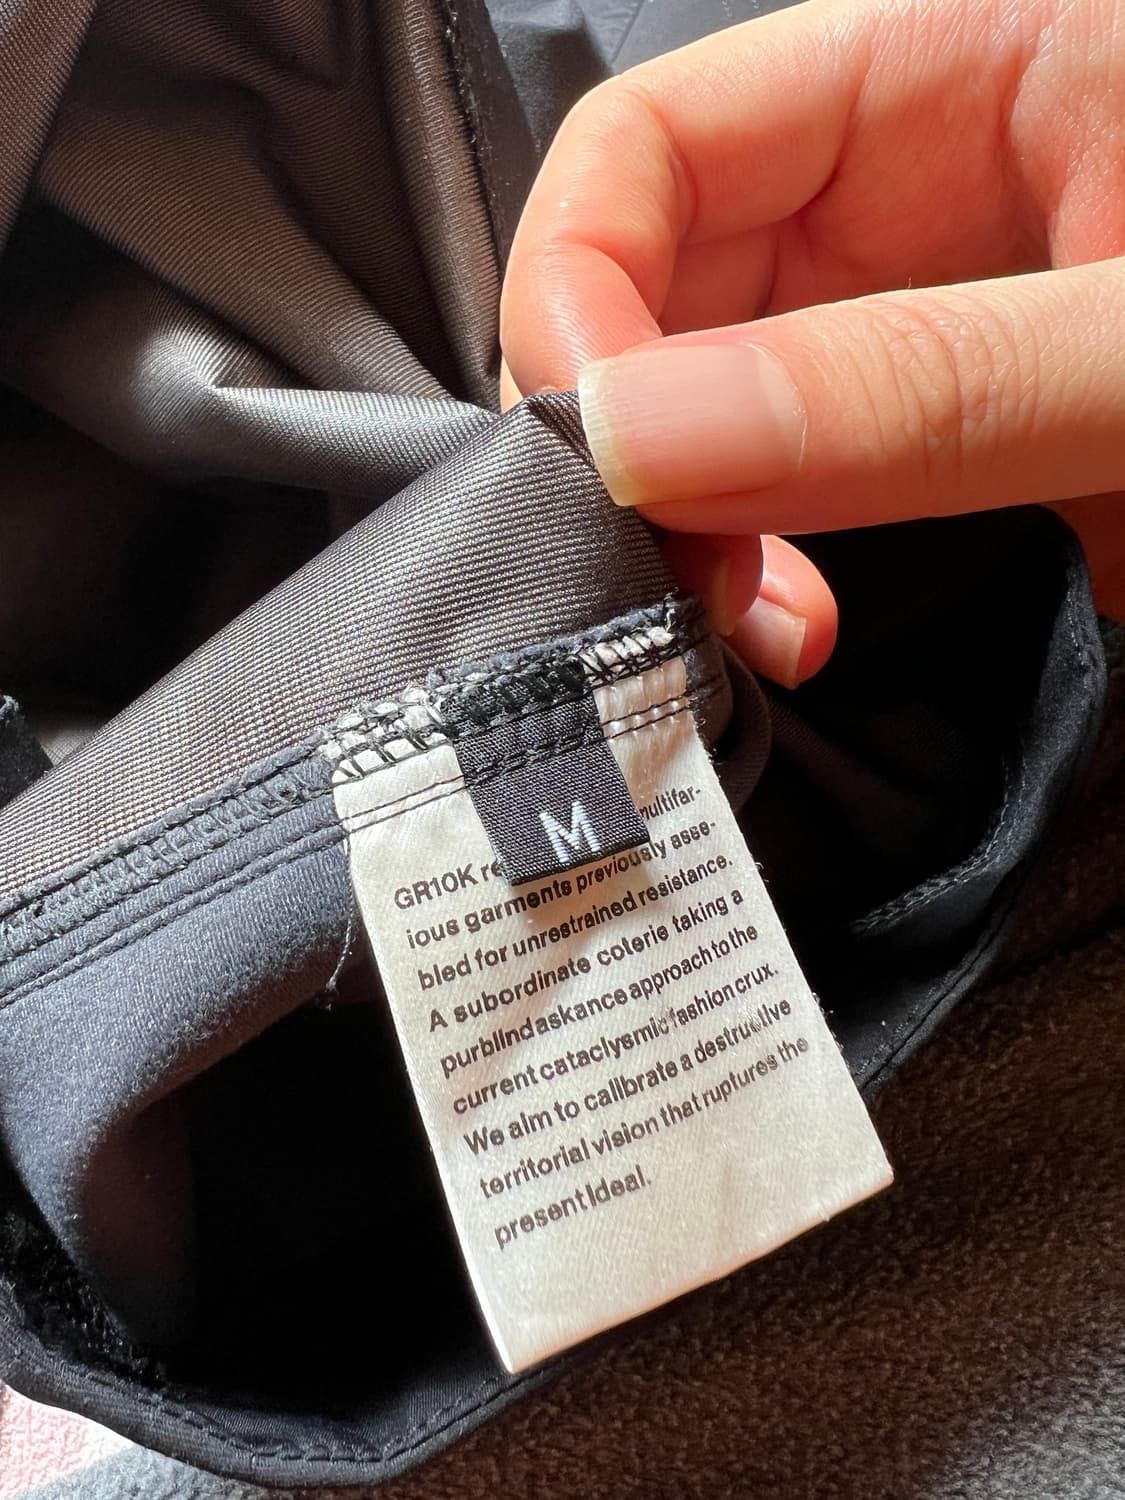 M
GR10K re multifar-
ious garments previously asse-
bled for unrestrained resistance.
A subordinate coterie taking a
purblind askance approach to the
current cataclysmic fashion crux.
We aim to calibrate a destructive
territorial vision that ruptures the
present ideal.